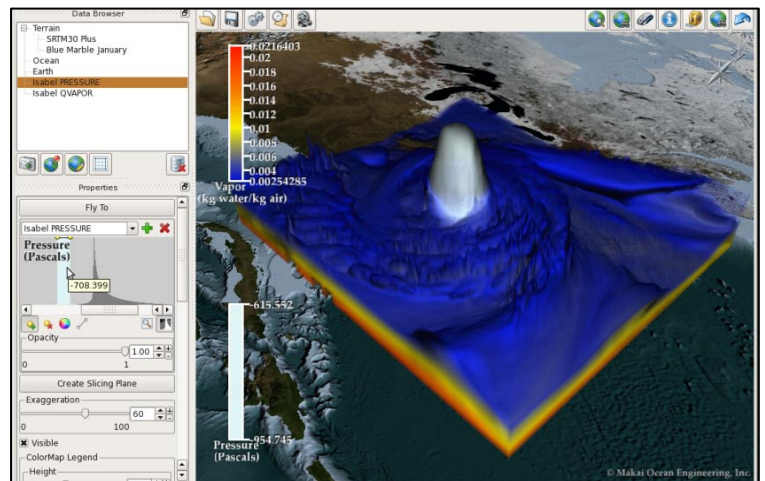 Data Browser
Terrain
SRTM30 Plus
Blue Marble January
Ocean
Earth
Isabel PRESSURE
Isabel QVAPOR
Properties
Fly To
Isabel PRESSURE
Pressure
(Pascals)
-708.399
Opacity
1.00
0 1
Create Slicing Plane
Exaggeration
60
0 100
Visible
ColorMap Legend
Height
0.0216403
0.02
0.018
0.016
0.014
0.012
0.01
0.008
0.006
0.004
0.00254285
Vapor
(kg water/kg air)
-615.552
-954.745
Pressure
(Pascals)
© Makai Ocean Engineering, Inc.